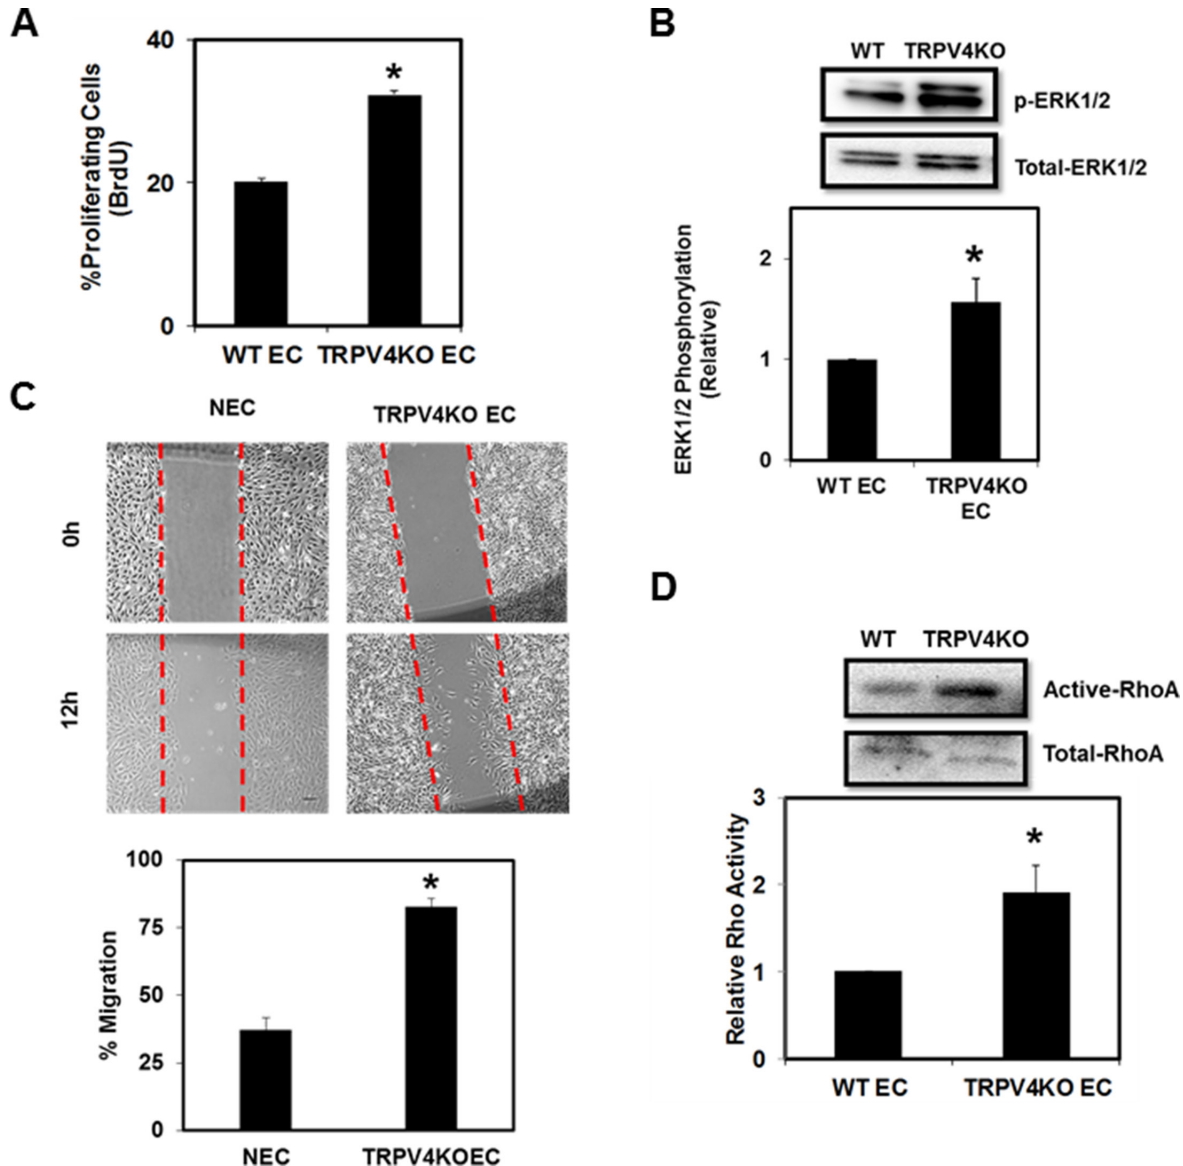 A
40
20
0
%Proliferating Cells
(BrdU)
*
WT EC TRPV4KO EC
B
WT TRPV4KO
p-ERK1/2
Total-ERK1/2
2
1
0
ERK1/2 Phosphorylation
(Relative)
*
WT EC TRPV4KO
EC
C
NEC TRPV4KO EC
0h
12h
100
75
50
25
0
% Migration
*
NEC TRPV4KOEC
D
WT TRPV4KO
Active-RhoA
Total-RhoA
3
2
1
0
Relative Rho Activity
*
WT EC TRPV4KO EC